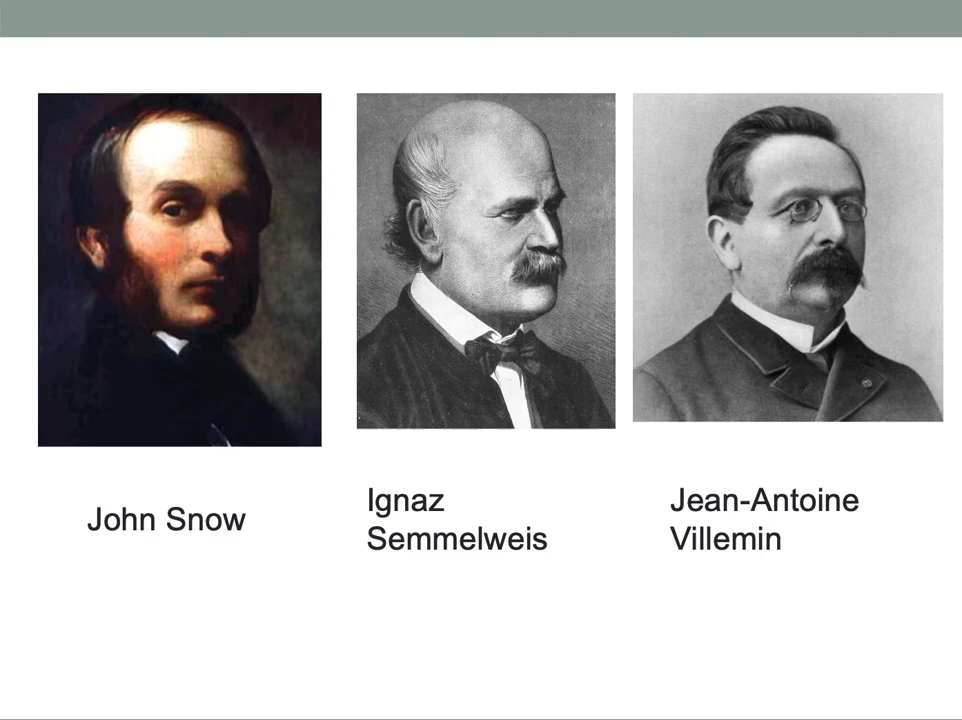 John Snow
Ignaz
Semmelweis
Jean-Antoine
Villemin